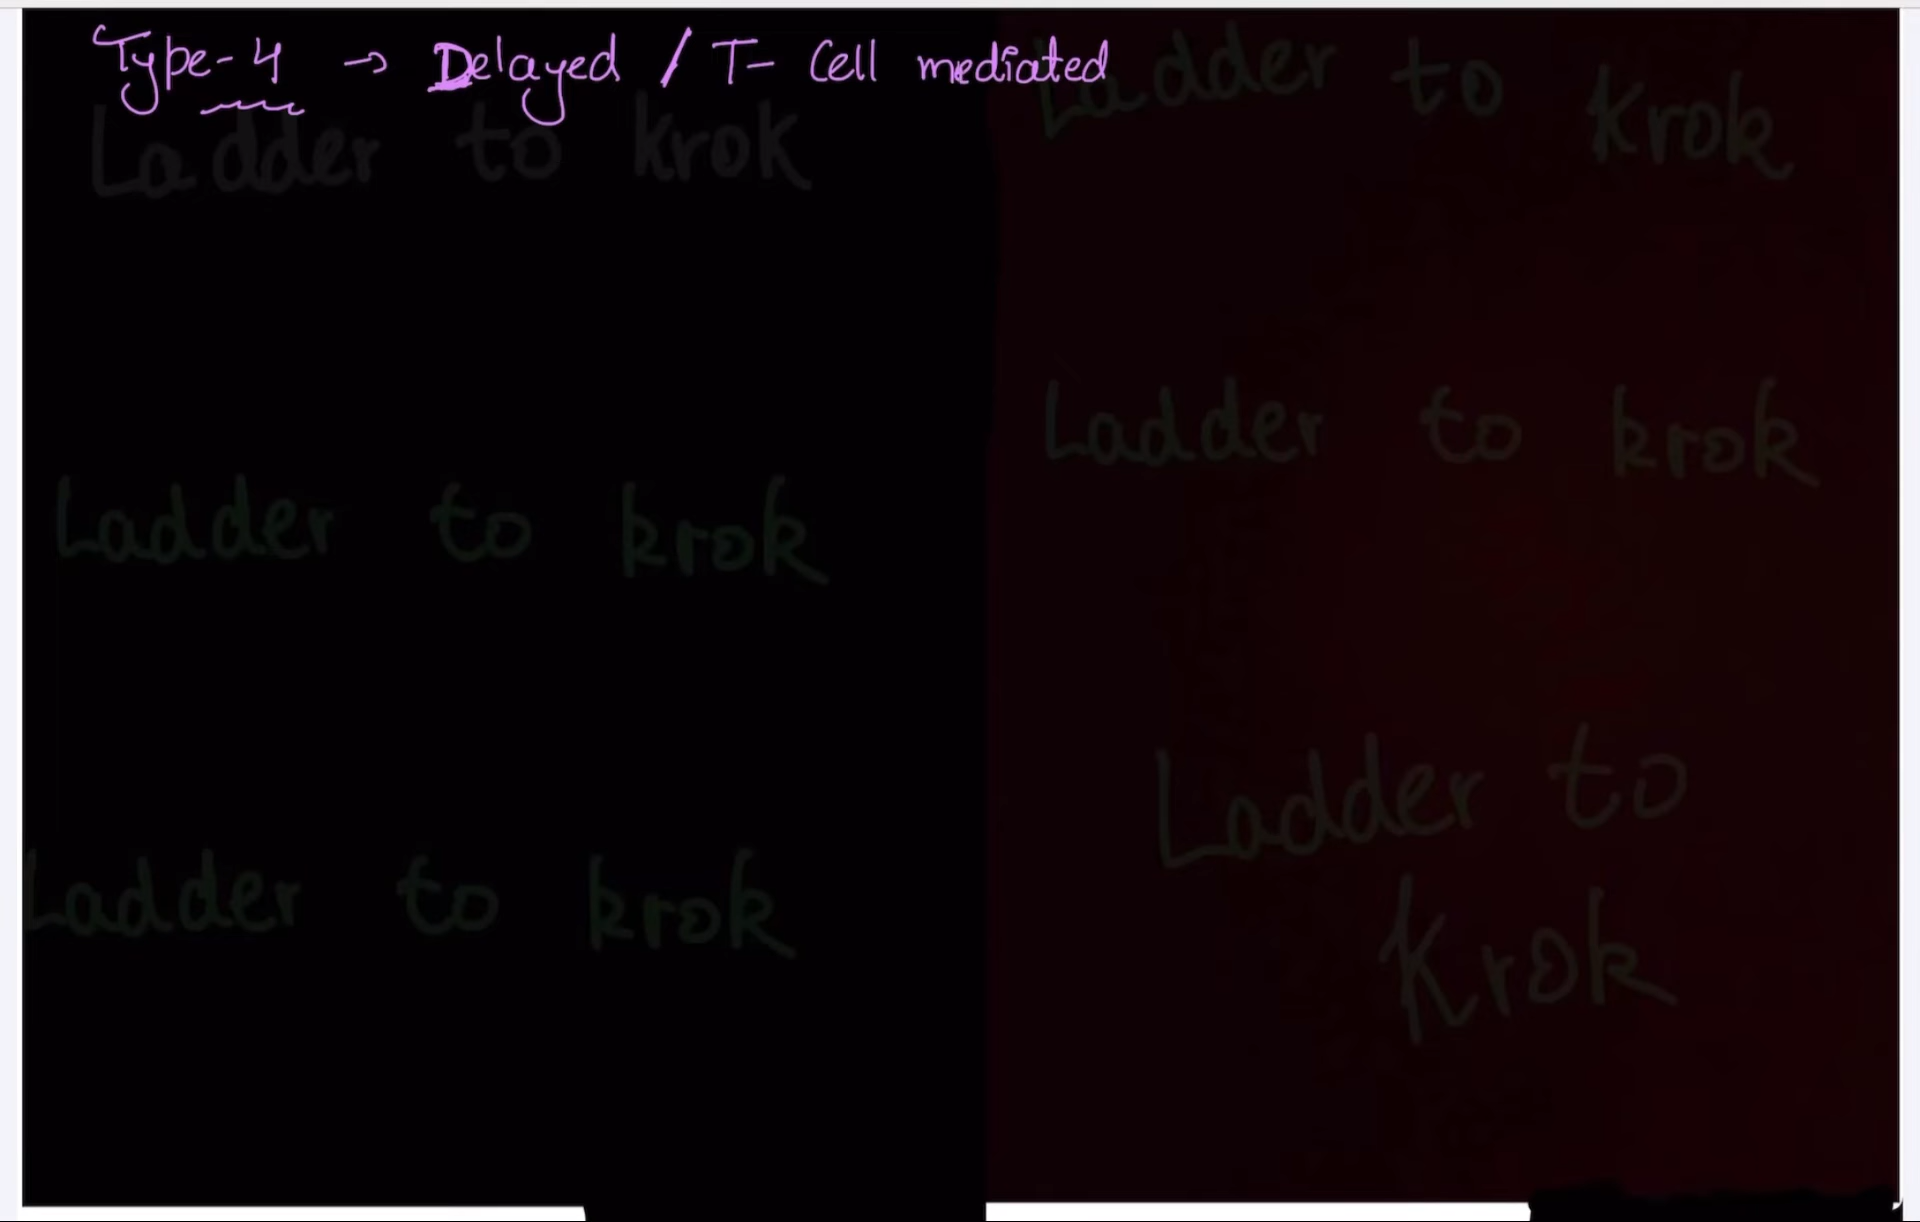 Type-4 → Delayed / T- Cell mediated
Ladder to Krok
Ladder to krok
Ladder to krok
Ladder to krok
Ladder to
Krok
Ladder to krok